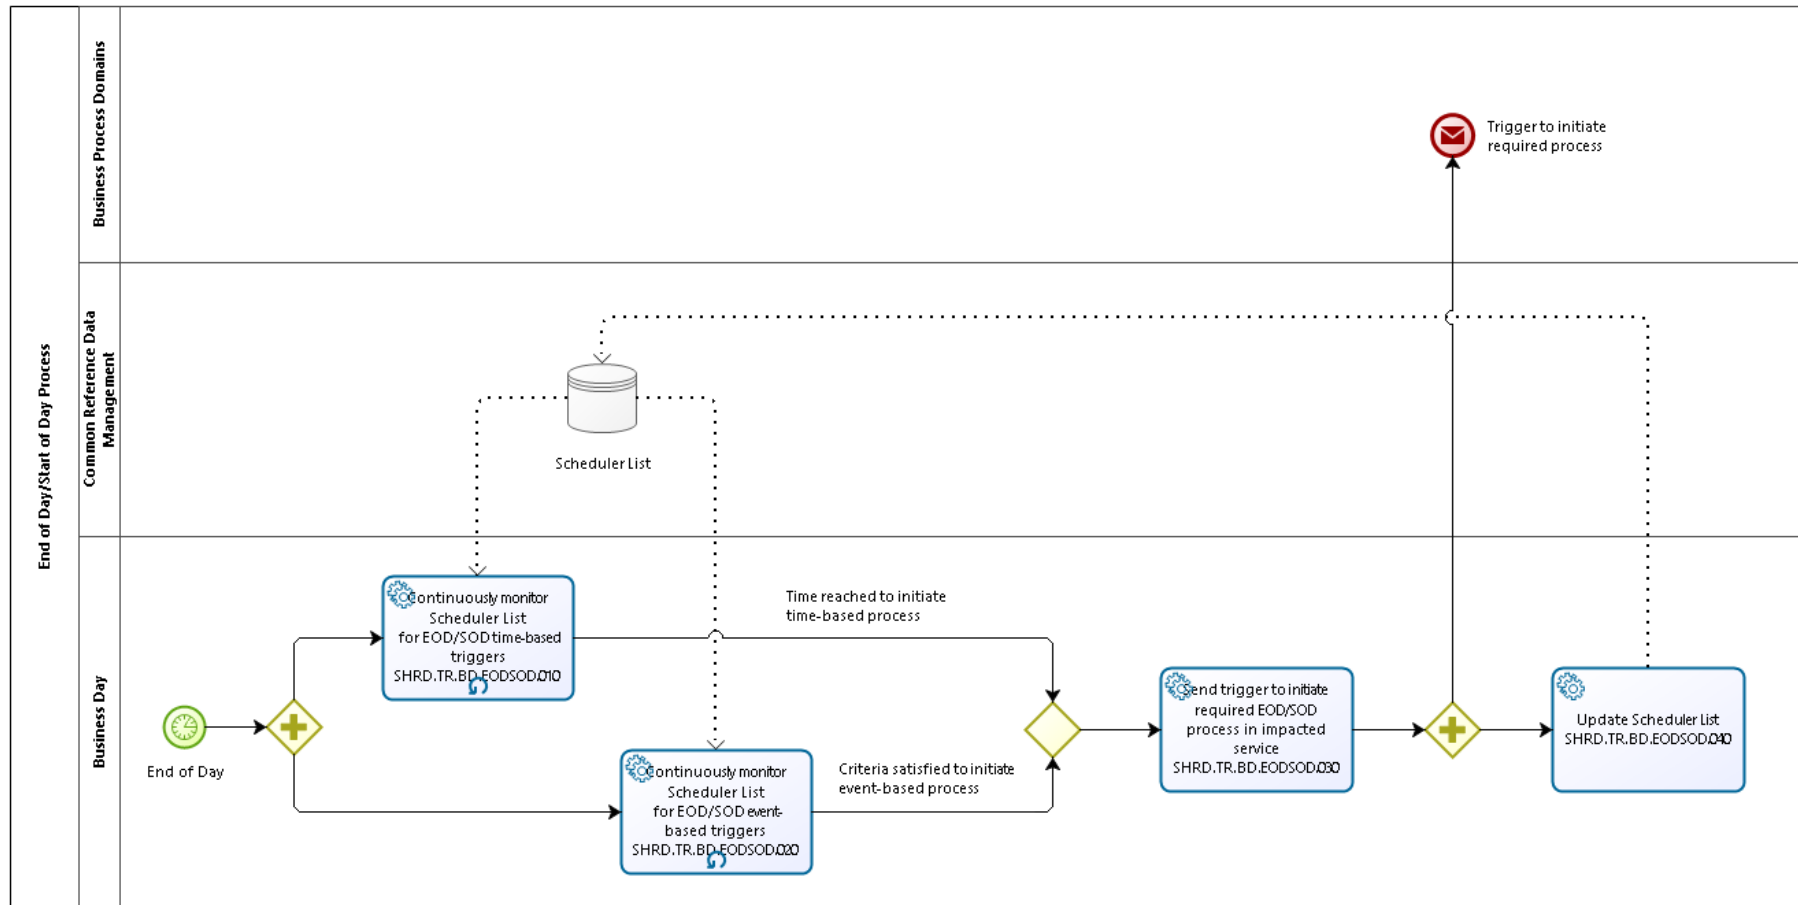 End of Day/Start of Day Process
Business Process Domains
Trigger to initiate
required process
Common Reference Data
Management
Scheduler List
Business Day
End of Day
Continuously monitor
Scheduler List
for EOD/SOD time-based
triggers
SHRD.TR.BD.EODSOD.010
Time reached to initiate
time-based process
Continuously monitor
Scheduler List
for EOD/SOD event-
based triggers
SHRD.TR.BD.EODSOD.020
Criteria satisfied to initiate
event-based process
Send trigger to initiate
required EOD/SOD
process in impacted
service
SHRD.TR.BD.EODSOD.030
Update Scheduler List
SHRD.TR.BD.EODSOD.040